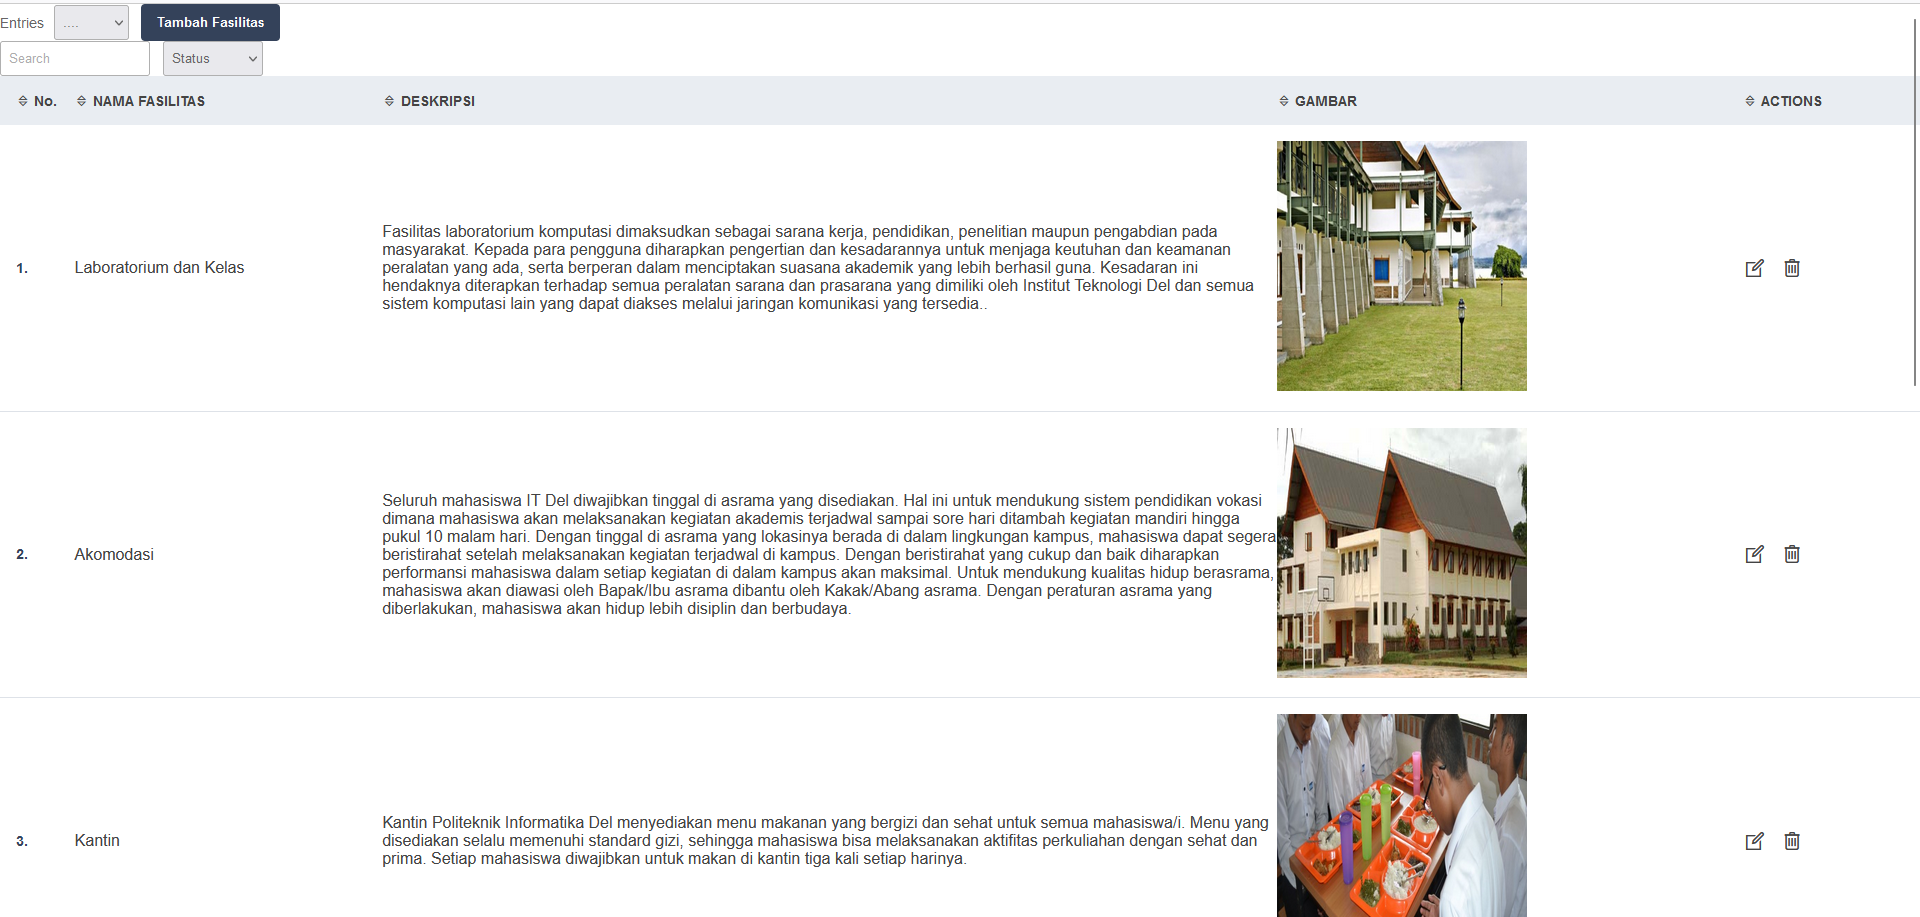 Entries .... Tambah Fasilitas
Search Status
No. NAMA FASILITAS DESKRIPSI GAMBAR ACTIONS
1. Laboratorium dan Kelas
Fasilitas laboratorium komputasi dimaksudkan sebagai sarana kerja, pendidikan, penelitian maupun pengabdian pada
masyarakat. Kepada para pengguna diharapkan pengertian dan kesadarannya untuk menjaga keutuhan dan keamanan
peralatan yang ada, serta berperan dalam menciptakan suasana akademik yang lebih berhasil guna. Kesadaran ini
hendaknya diterapkan terhadap semua peralatan sarana dan prasarana yang dimiliki oleh Institut Teknologi Del dan semua
sistem komputasi lain yang dapat diakses melalui jaringan komunikasi yang tersedia..
2. Akomodasi
Seluruh mahasiswa IT Del diwajibkan tinggal di asrama yang disediakan. Hal ini untuk mendukung sistem pendidikan vokasi
dimana mahasiswa akan melaksanakan kegiatan akademis terjadwal sampai sore hari ditambah kegiatan mandiri hingga
pukul 10 malam hari. Dengan tinggal di asrama yang lokasinya berada di dalam lingkungan kampus, mahasiswa dapat segera
beristirahat setelah melaksanakan kegiatan terjadwal di kampus. Dengan beristirahat yang cukup dan baik diharapkan
performansi mahasiswa dalam setiap kegiatan di dalam kampus akan maksimal. Untuk mendukung kualitas hidup berasrama,
mahasiswa akan diawasi oleh Bapak/Ibu asrama dibantu oleh Kakak/Abang asrama. Dengan peraturan asrama yang
diberlakukan, mahasiswa akan hidup lebih disiplin dan berbudaya.
3. Kantin
Kantin Politeknik Informatika Del menyediakan menu makanan yang bergizi dan sehat untuk semua mahasiswa/i. Menu yang
disediakan selalu memenuhi standard gizi, sehingga mahasiswa bisa melaksanakan aktifitas perkuliahan dengan sehat dan
prima. Setiap mahasiswa diwajibkan untuk makan di kantin tiga kali setiap harinya.